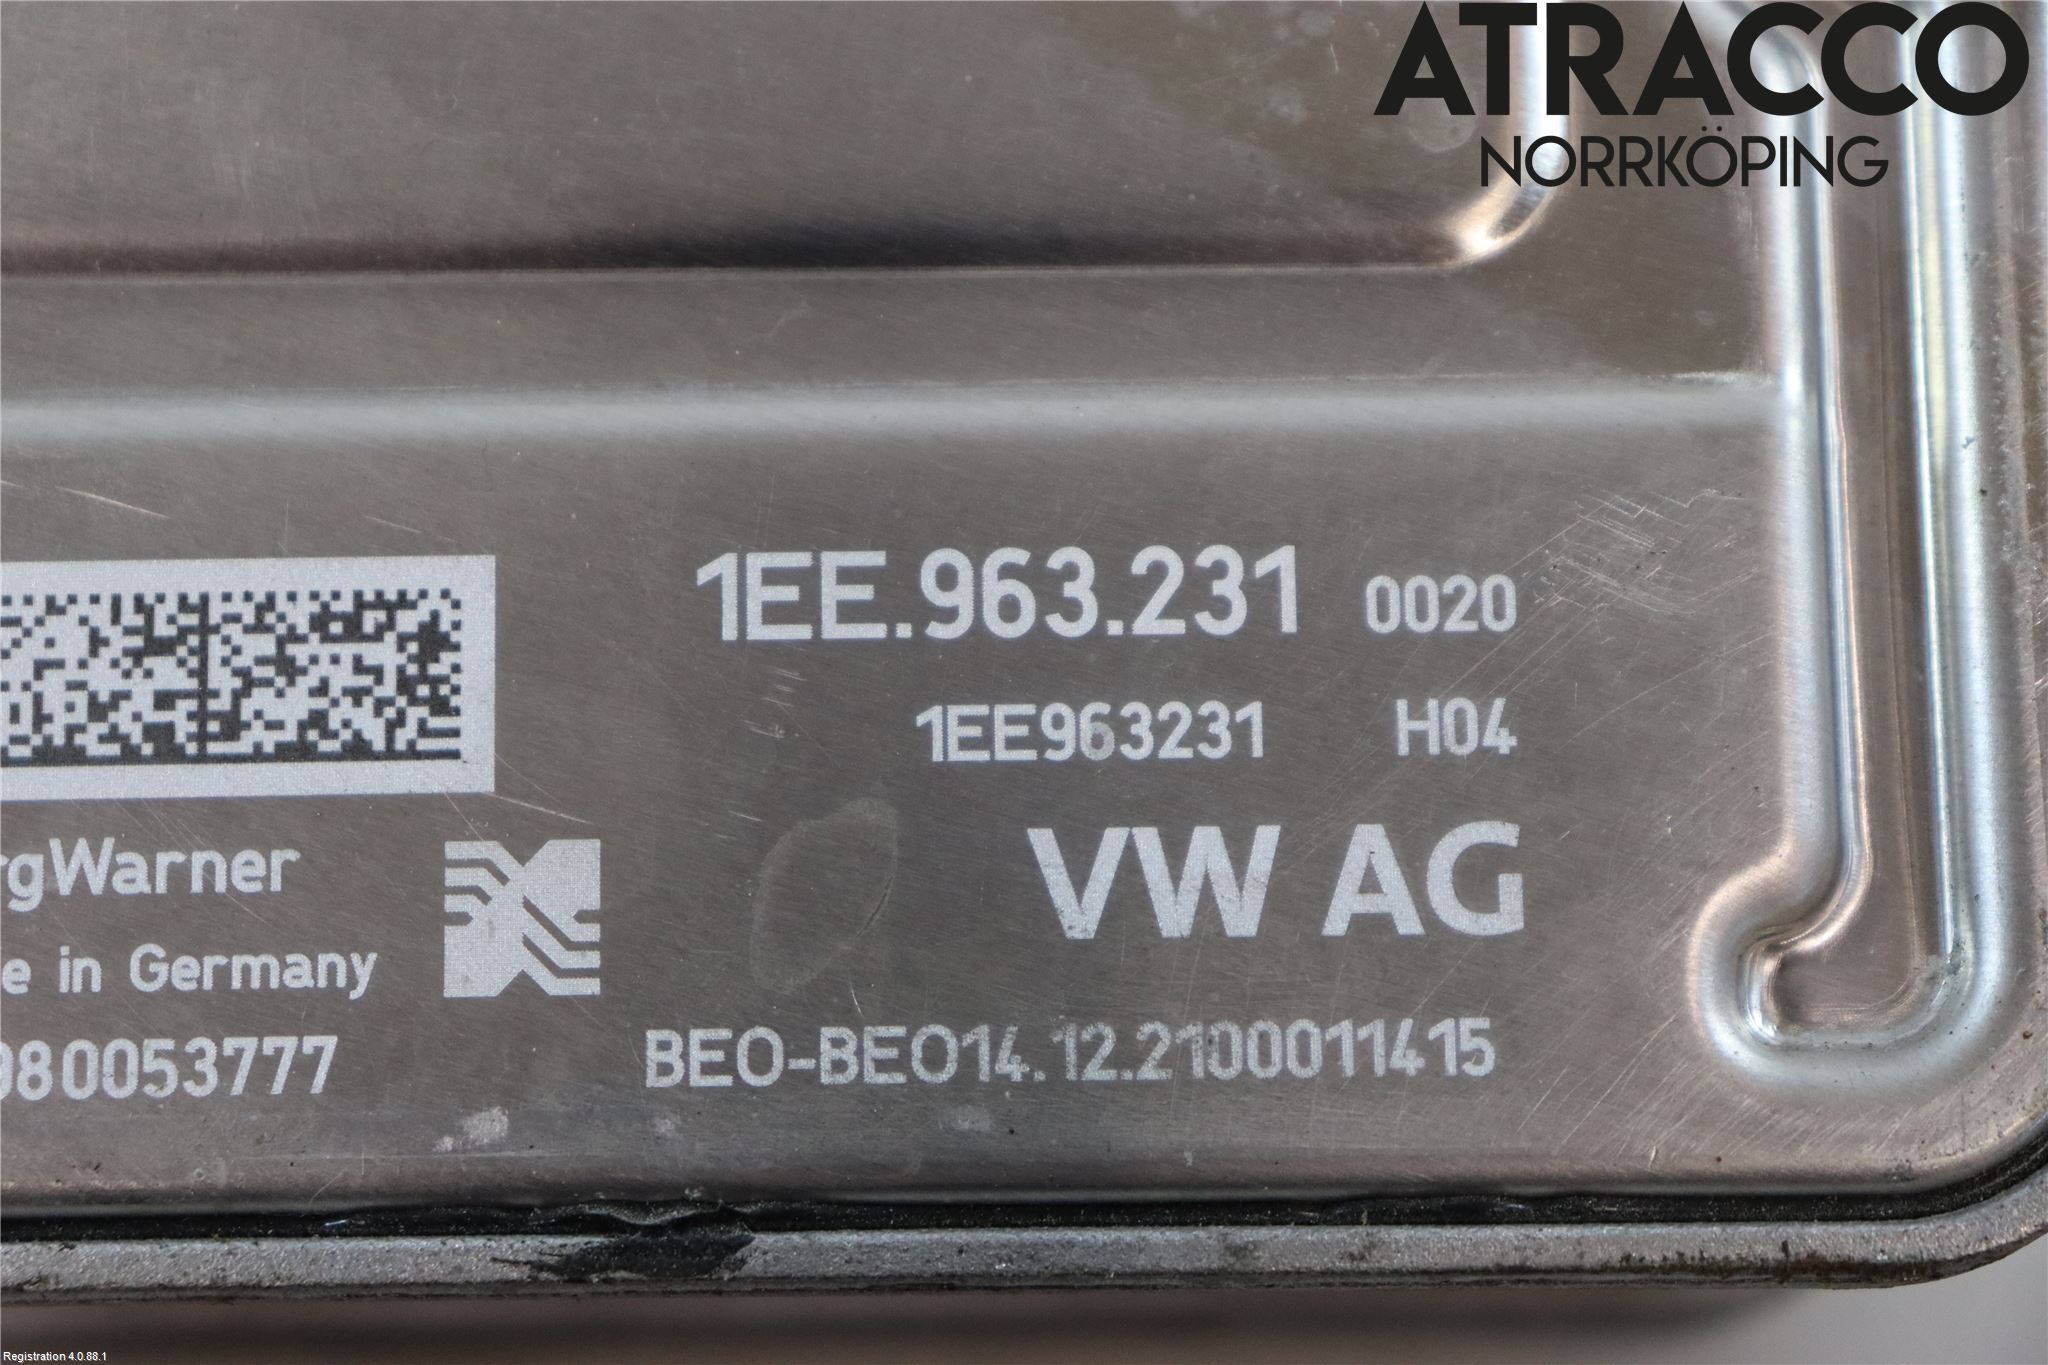 ATRACCO
NORRKÖPING
1EE.963.231 0020
1EE963231 H04
VW AG
rgWarner
e in Germany
980053777
BEO-BEO14.12.2100011415
Registration 4.0.88.1